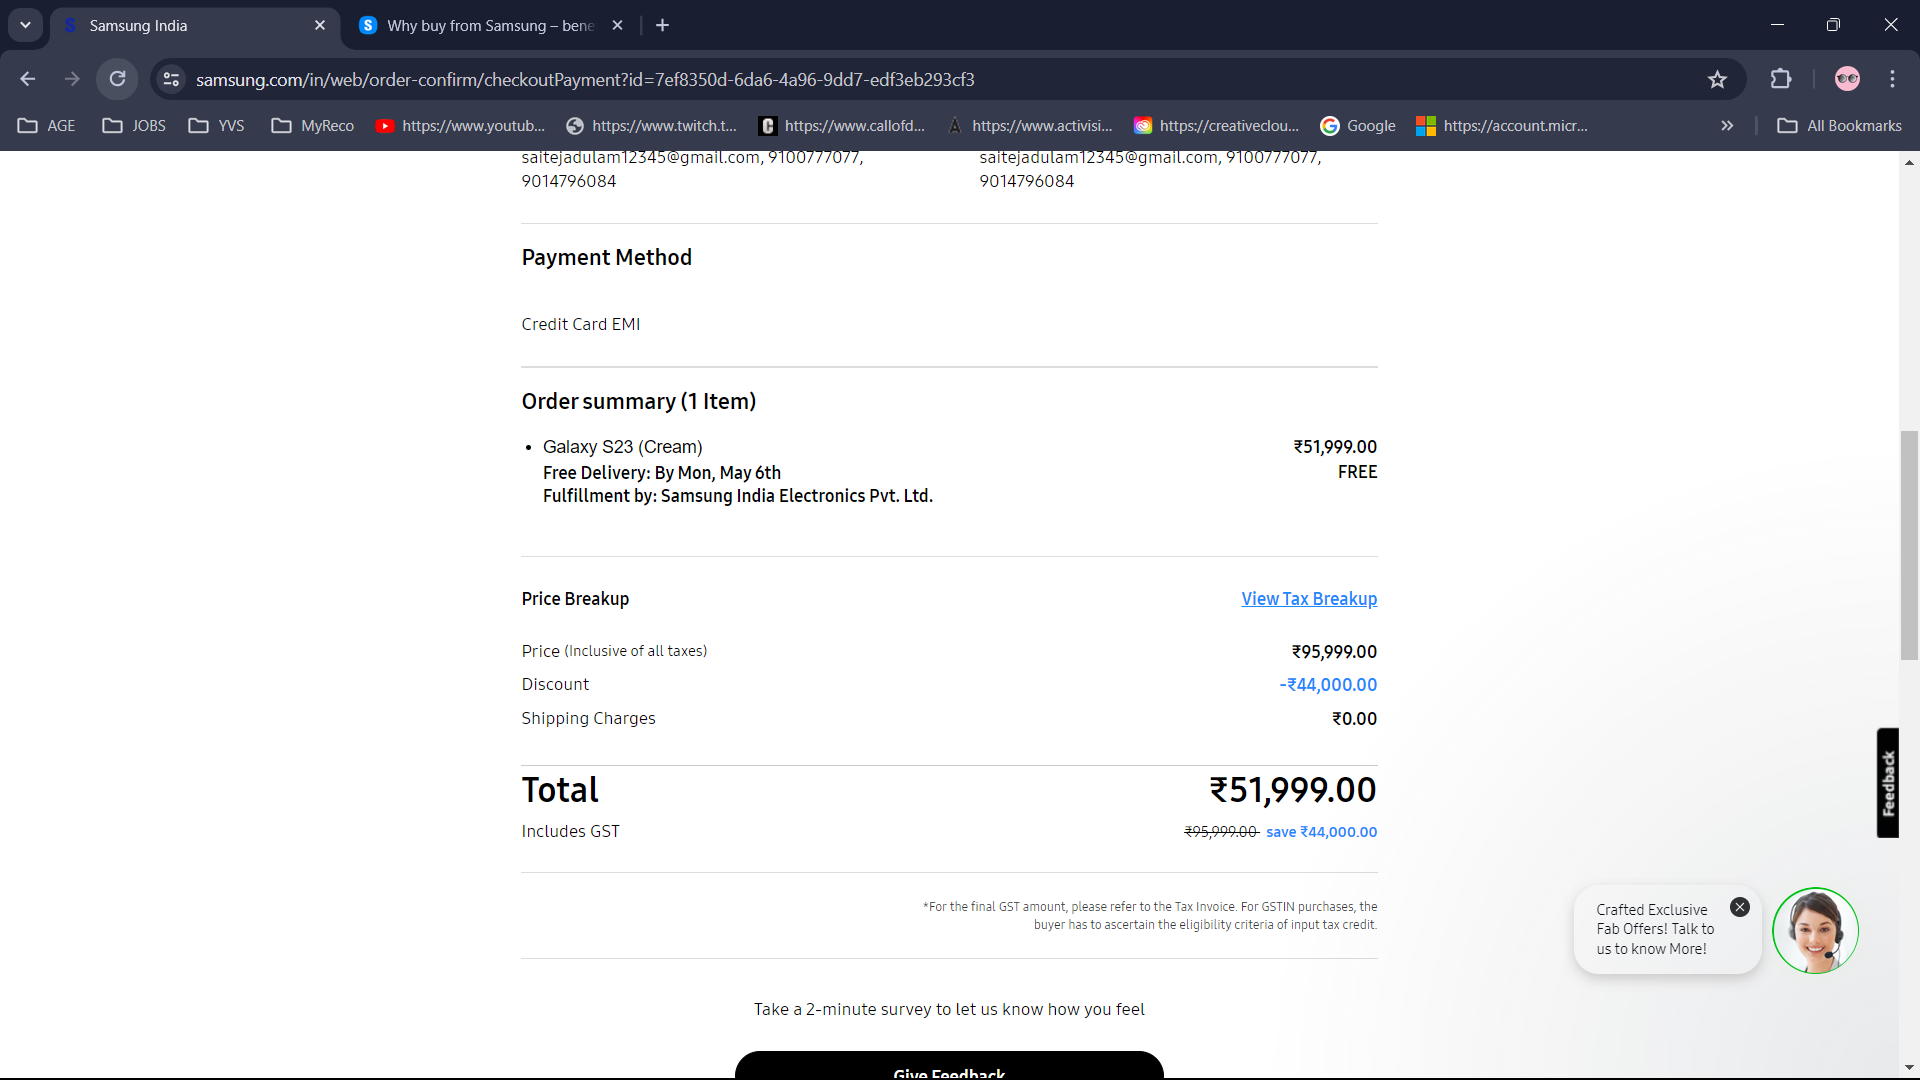 Samsung India
Why buy from Samsung – bene
samsung.com/in/web/order-confirm/checkoutPayment?id=7ef8350d-6da6-4a96-9dd7-edf3eb293cf3
AGE
JOBS
YVS
MyReco
https://www.youtub...
https://www.twitch.t...
https://www.callofd...
https://www.activisi...
https://creativeclou...
Google
https://account.micr...
All Bookmarks
saitejadulam12345@gmail.com, 9100777077,
9014796084
saitejadulam12345@gmail.com, 9100777077,
9014796084
Payment Method
Credit Card EMI
Order summary (1 Item)
• Galaxy S23 (Cream) ₹51,999.00
Free Delivery: By Mon, May 6th FREE
Fulfillment by: Samsung India Electronics Pvt. Ltd.
Price Breakup View Tax Breakup
Price (Inclusive of all taxes) ₹95,999.00
Discount -₹44,000.00
Shipping Charges ₹0.00
Total ₹51,999.00
Includes GST ₹95,999.00 save ₹44,000.00
*For the final GST amount, please refer to the Tax Invoice. For GSTIN purchases, the
buyer has to ascertain the eligibility criteria of input tax credit.
Take a 2-minute survey to let us know how you feel
Give Feedback
Feedback
Crafted Exclusive
Fab Offers! Talk to
us to know More!